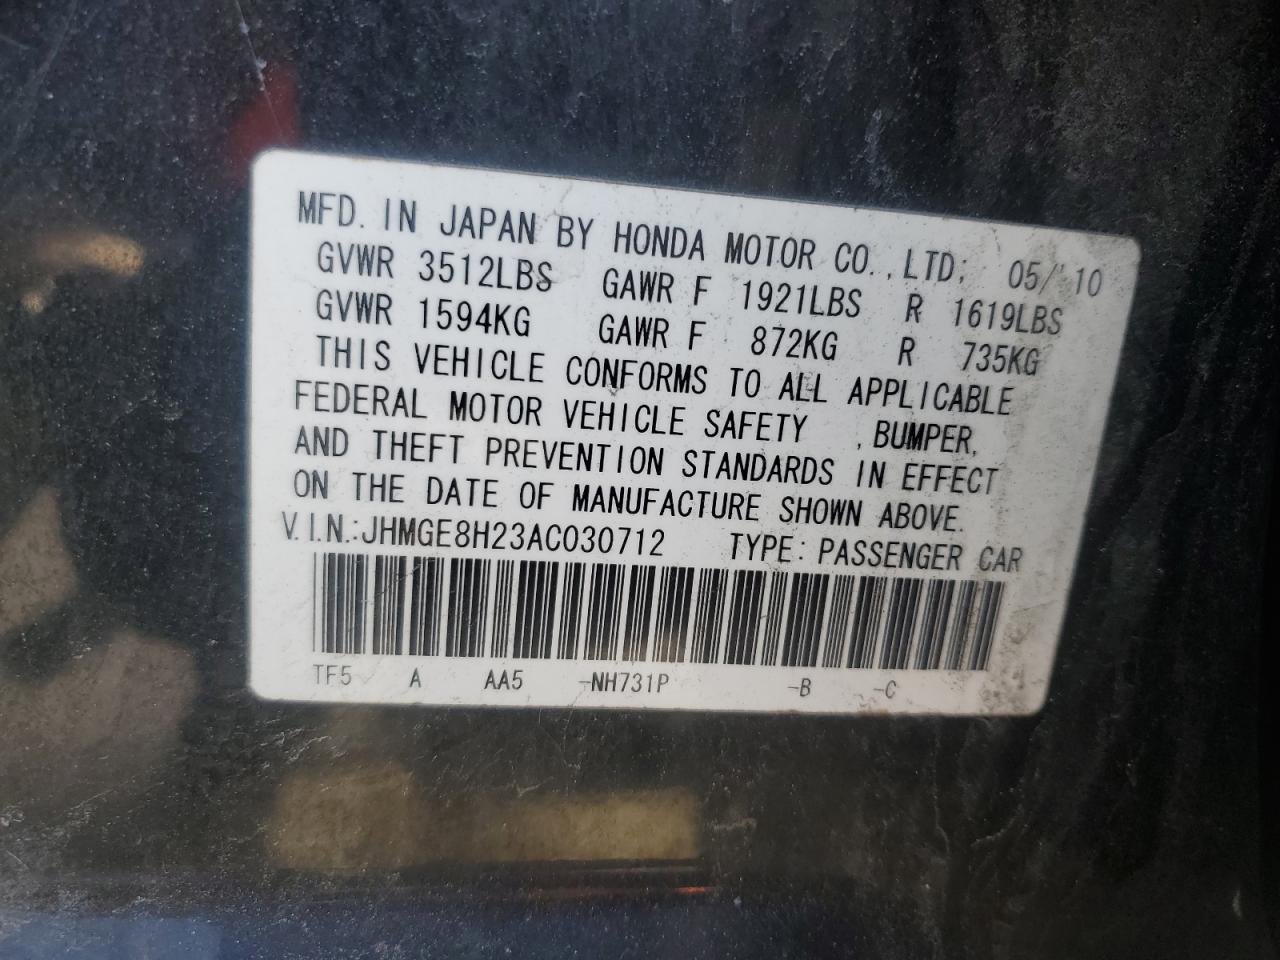 MFD. IN JAPAN BY HONDA MOTOR CO., LTD; 05/'10
GVWR 3512LBS GAWR F 1921LBS R 1619LBS
GVWR 1594KG GAWR F 872KG R 735KG
THIS VEHICLE CONFORMS TO ALL APPLICABLE
FEDERAL MOTOR VEHICLE SAFETY , BUMPER,
AND THEFT PREVENTION STANDARDS IN EFFECT
ON THE DATE OF MANUFACTURE SHOWN ABOVE.
V.I.N.:JHMGE8H23AC030712 TYPE: PASSENGER CAR
TF5 A AA5 -NH731P -B -C